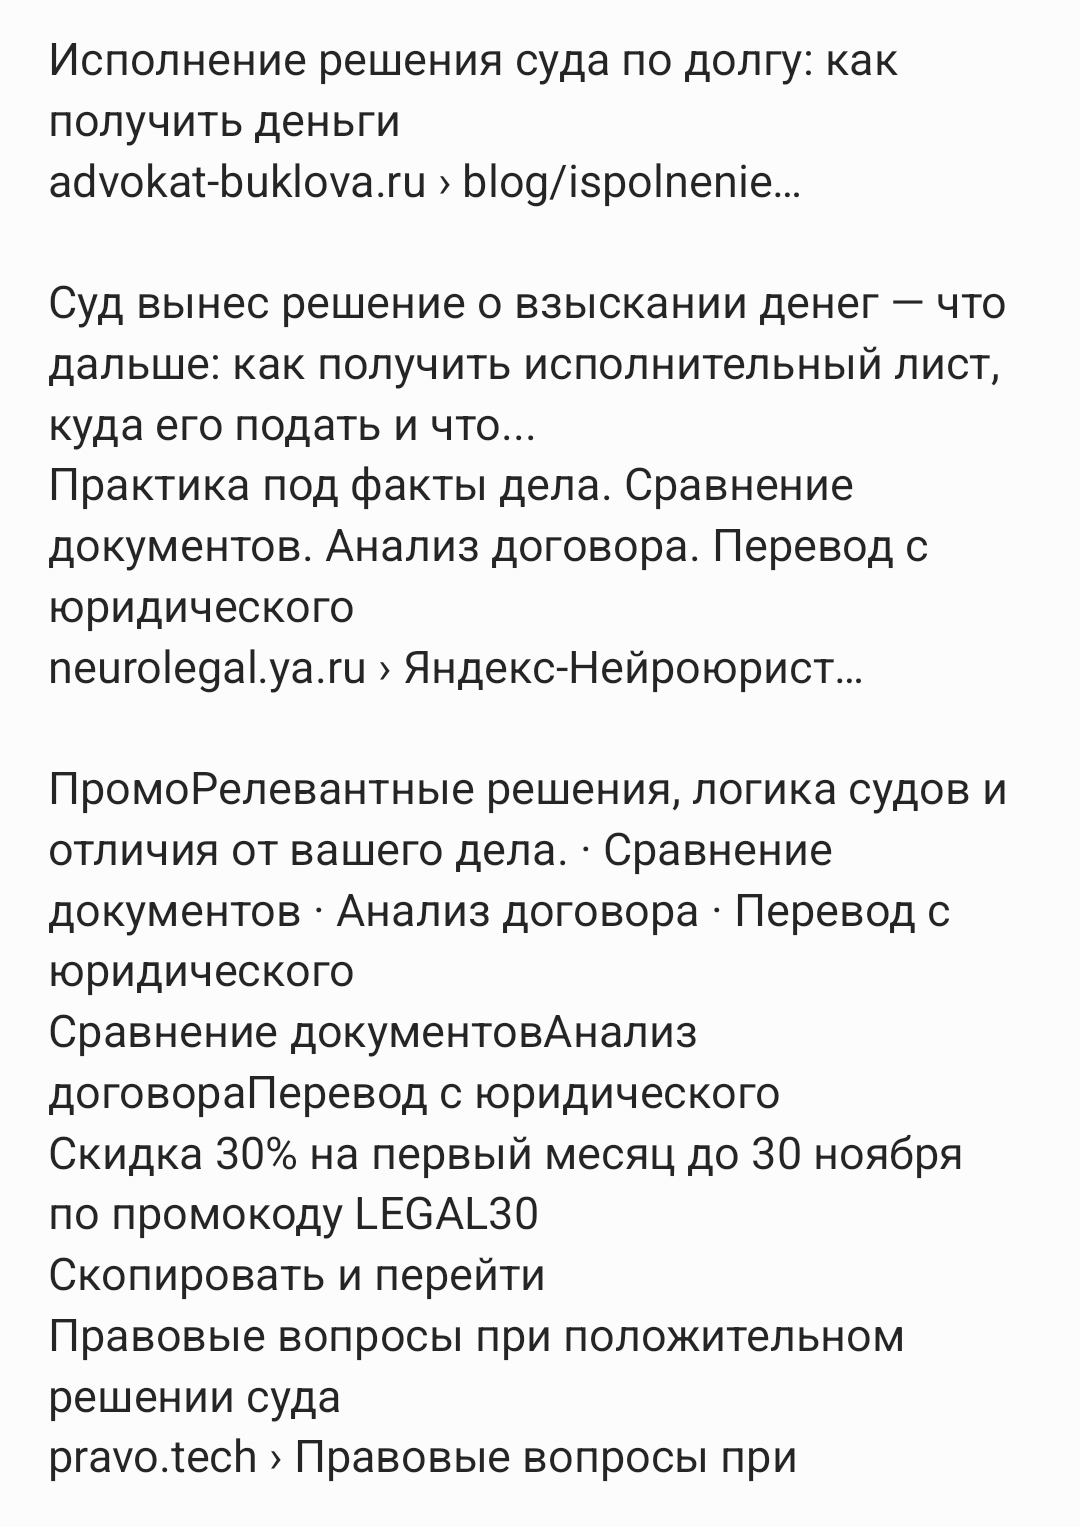 Исполнение решения суда по долгу: как
получить деньги
advokat-buklova.ru › blog/ispolnenie…

Суд вынес решение о взыскании денег — что
дальше: как получить исполнительный лист,
куда его подать и что...
Практика под факты дела. Сравнение
документов. Анализ договора. Перевод с
юридического
neurolegal.ya.ru › Яндекс-Нейроюрист…

ПромоРелевантные решения, логика судов и
отличия от вашего дела. · Сравнение
документов · Анализ договора · Перевод с
юридического
Сравнение документовАнализ
договораПеревод с юридического
Скидка 30% на первый месяц до 30 ноября
по промокоду LEGAL30
Скопировать и перейти
Правовые вопросы при положительном
решении суда
pravo.tech › Правовые вопросы при